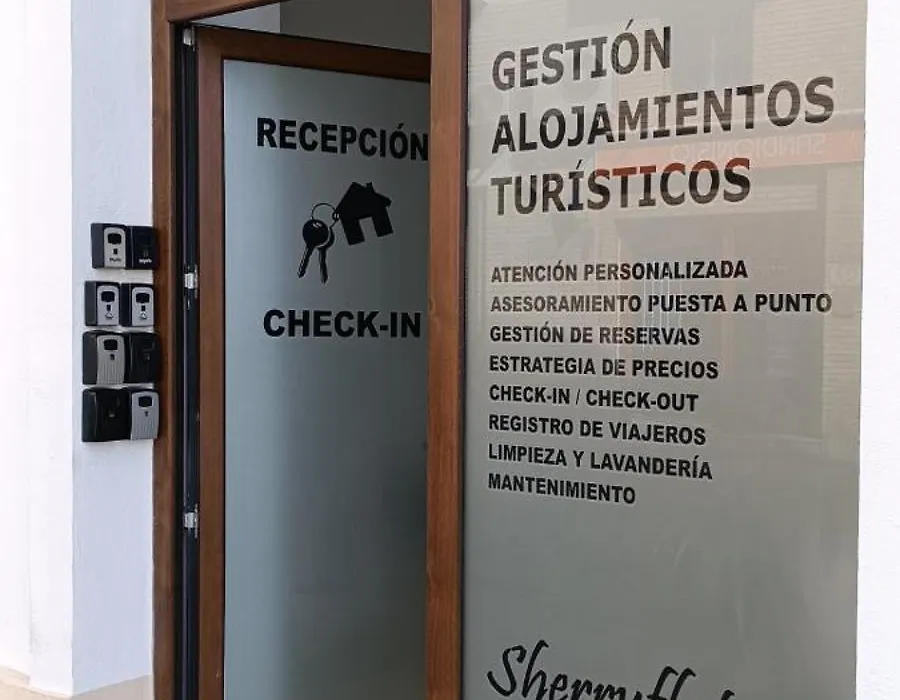 RECEPCIÓN
CHECK-IN
GESTIÓN
ALOJAMIENTOS
TURÍSTICOS
ATENCIÓN PERSONALIZADA
ASESORAMIENTO PUESTA A PUNTO
GESTIÓN DE RESERVAS
ESTRATEGIA DE PRECIOS
CHECK-IN / CHECK-OUT
REGISTRO DE VIAJEROS
LIMPIEZA Y LAVANDERÍA
MANTENIMIENTO